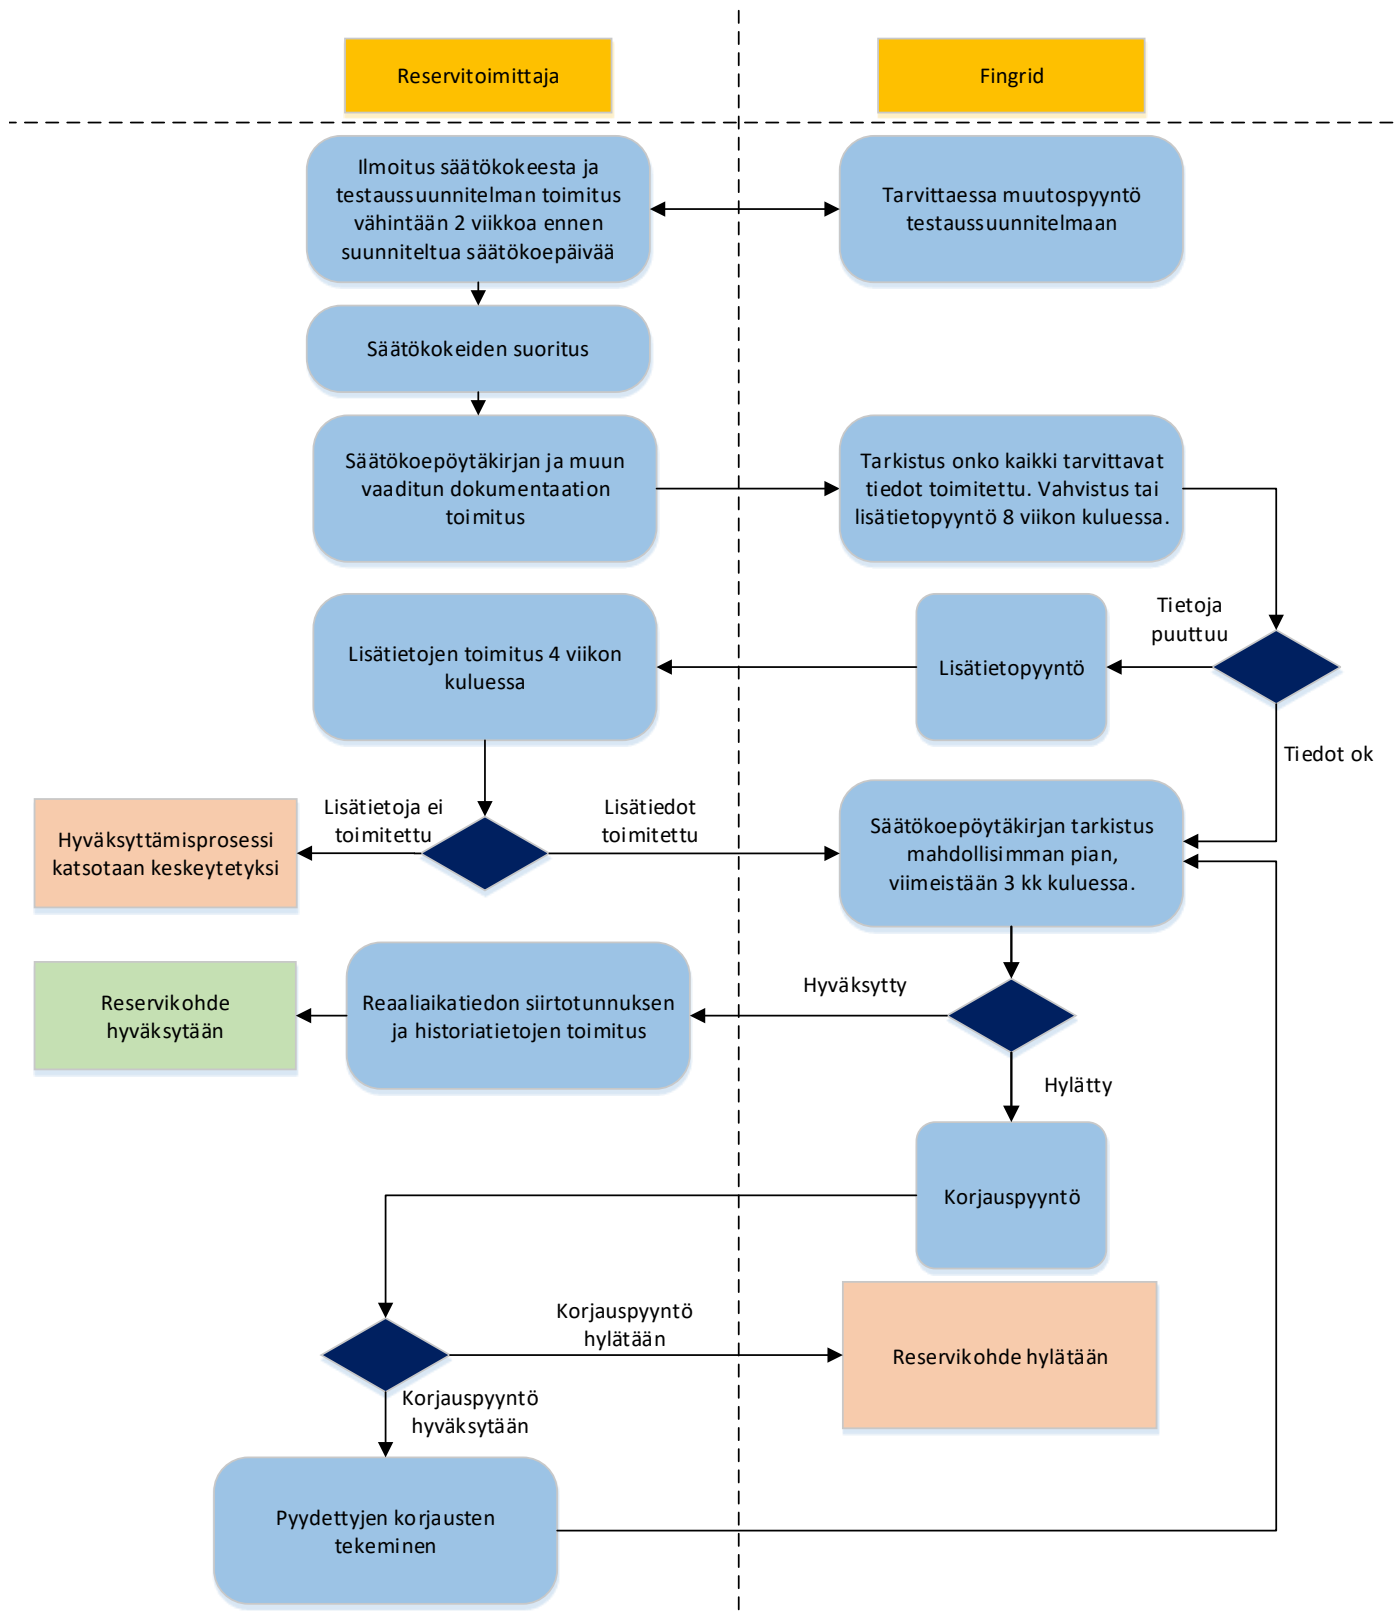 Reservitoimittaja
Fingrid
Ilmoitus säätökokeesta ja
testaussuunnitelman toimitus
vähintään 2 viikkoa ennen
suunniteltua säätökoepäivää
Tarvittaessa muutospyyntö
testaussuunnitelmaan
Säätökokeiden suoritus
Säätökoepöytäkirjan ja muun
vaaditun dokumentaation
toimitus
Tarkistus onko kaikki tarvittavat
tiedot toimitettu. Vahvistus tai
lisätietopyyntö 8 viikon kuluessa.
Tietoja
puuttuu
Lisätietojen toimitus 4 viikon
kuluessa
Lisätietopyyntö
Tiedot ok
Lisätietoja ei
toimitettu
Lisätiedot
toimitettu
Hyväksyttämisprosessi
katsotaan keskeytetyksi
Säätökoepöytäkirjan tarkistus
mahdollisimman pian,
viimeistään 3 kk kuluessa.
Hyväksytty
Reservikohde
hyväksytään
Reaaliaikatiedon siirtotunnuksen
ja historiatietojen toimitus
Hylätty
Korjauspyyntö
Korjauspyyntö
hylätään
Reservikohde hylätään
Korjauspyyntö
hyväksytään
Pyydettyjen korjausten
tekeminen